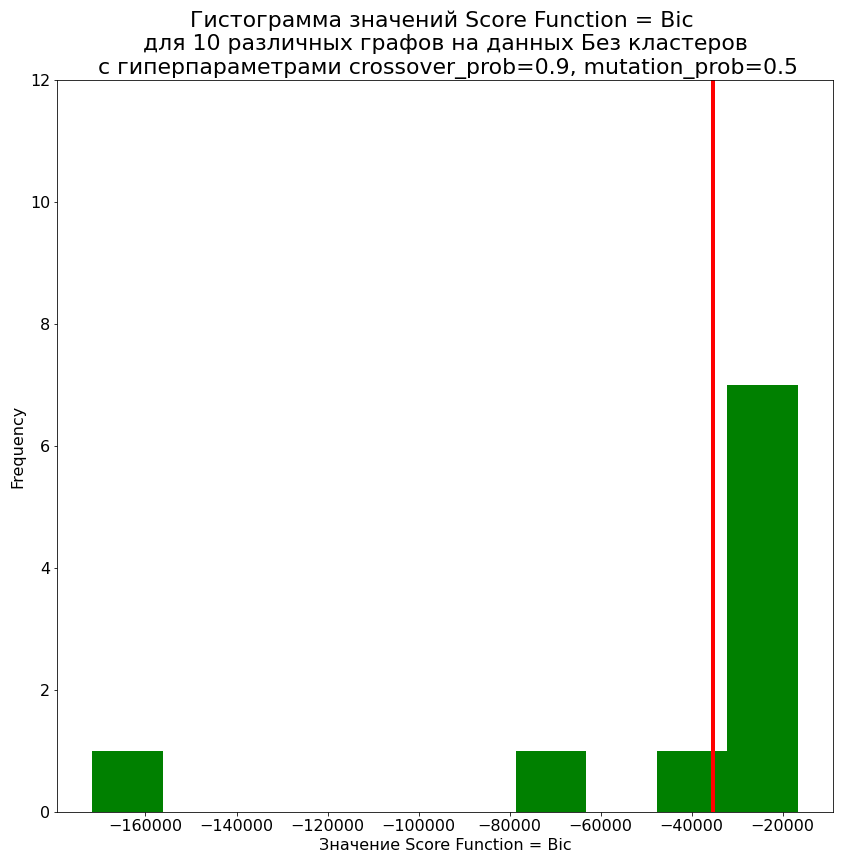 Гистограмма значений Score Function = Bic
для 10 различных графов на данных Без кластеров
с гиперпараметрами crossover_prob=0.9, mutation_prob=0.5
12
10
8
6
4
2
0
Frequency
−160000 −140000 −120000 −100000 −80000 −60000 −40000 −20000
Значение Score Function = Bic